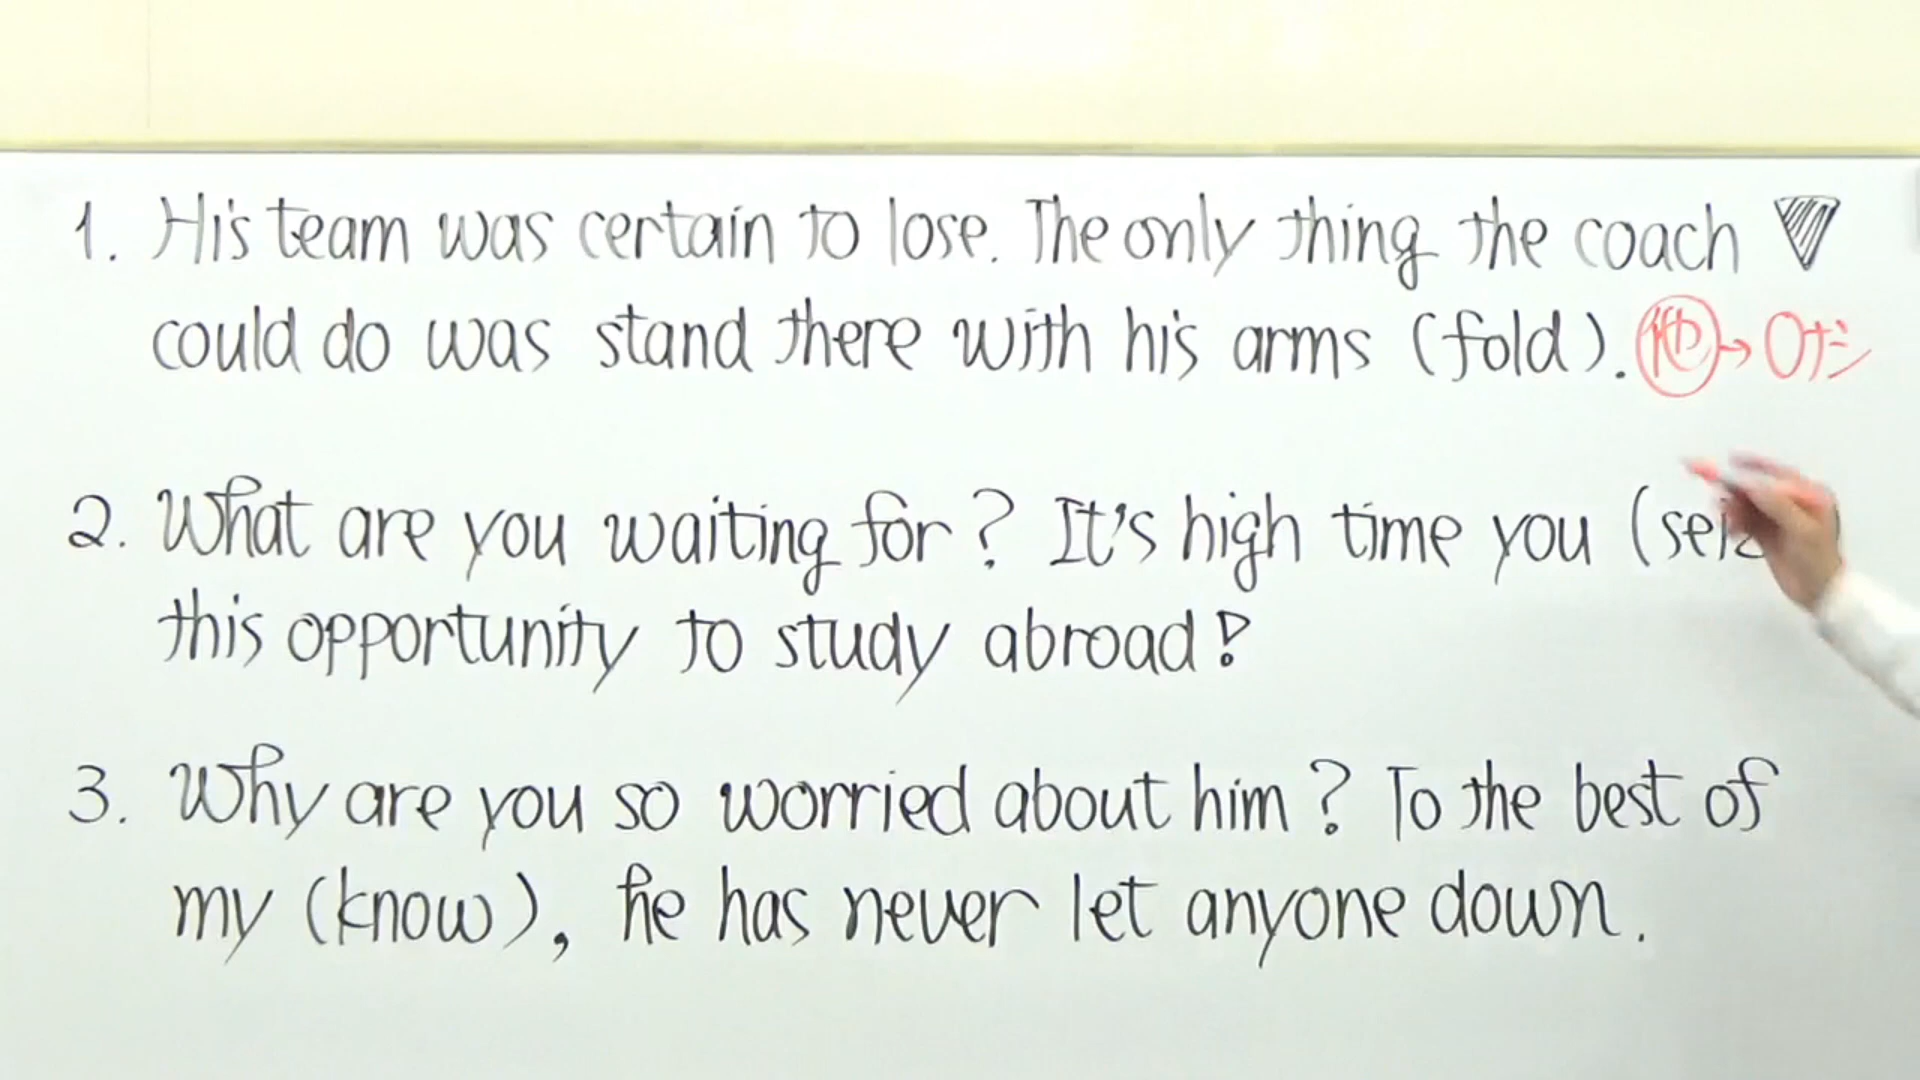 1. His team was certain to lose. The only thing the coach
could do was stand there with his arms (fold). 他 → Oナシ
2. What are you waiting for? It's high time you
this opportunity to study abroad!
3. Why are you so worried about him? To the best of
my (know), he has never let anyone down.